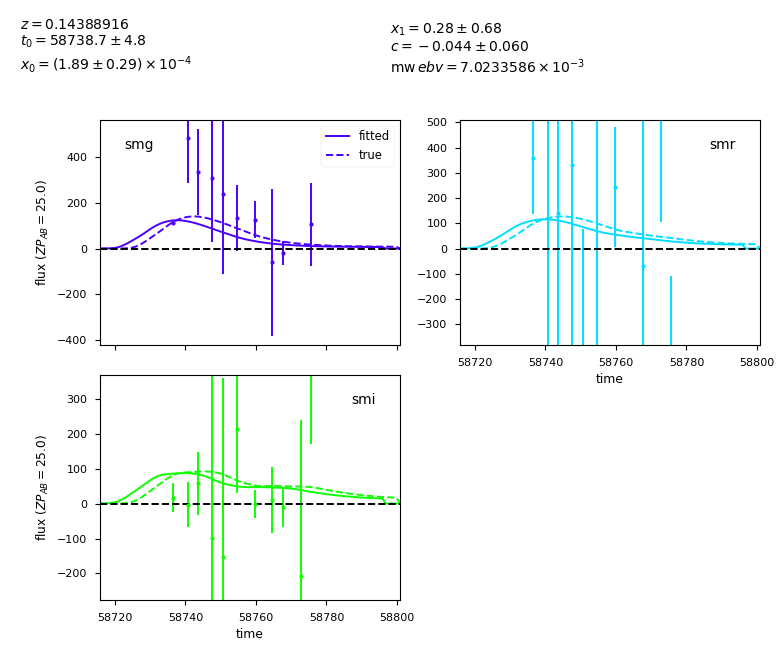 z = 0.14388916
t₀ = 58738.7 ± 4.8
x₀ = (1.89 ± 0.29) × 10⁻⁴
x₁ = 0.28 ± 0.68
c = −0.044 ± 0.060
mw ebv = 7.0233586 × 10⁻³
smg
fitted
true
400
200
0
−200
−400
flux (ZP_AB = 25.0)
smr
500
400
300
200
100
0
−100
−200
−300
58720 58740 58760 58780 58800
time
smi
300
200
100
0
−100
−200
flux (ZP_AB = 25.0)
58720 58740 58760 58780 58800
time